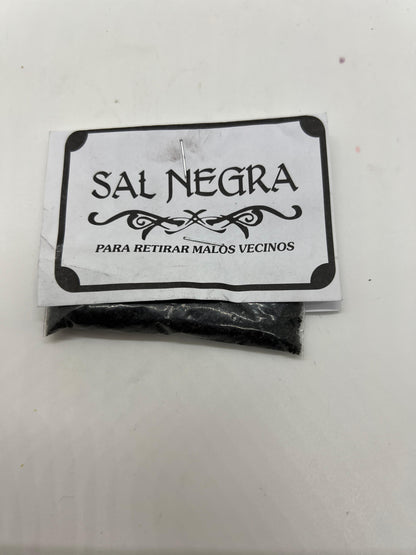 SAL NEGRA
PARA RETIRAR MALOS VECINOS